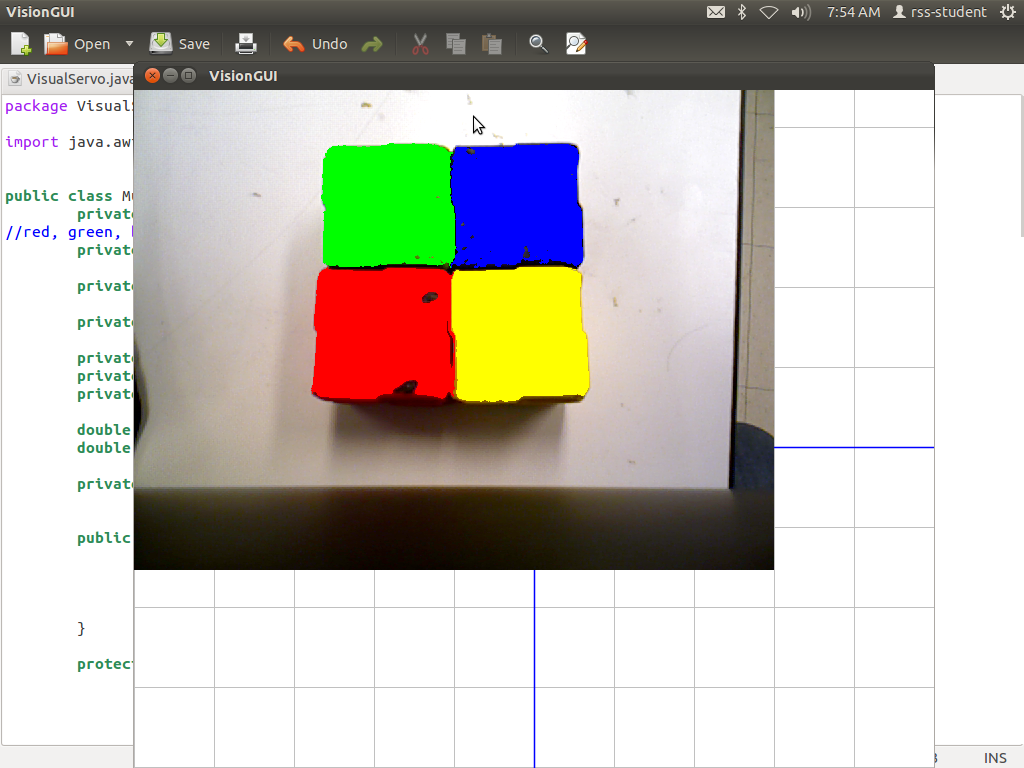 VisionGUI
7:54 AM rss-student
Open Save Undo
VisualServo.java
VisionGUI
package Visual
import java.aw
public class M
private
//red, green,
private
private
private
private
private
private
double
double
private
public
}
protec
INS